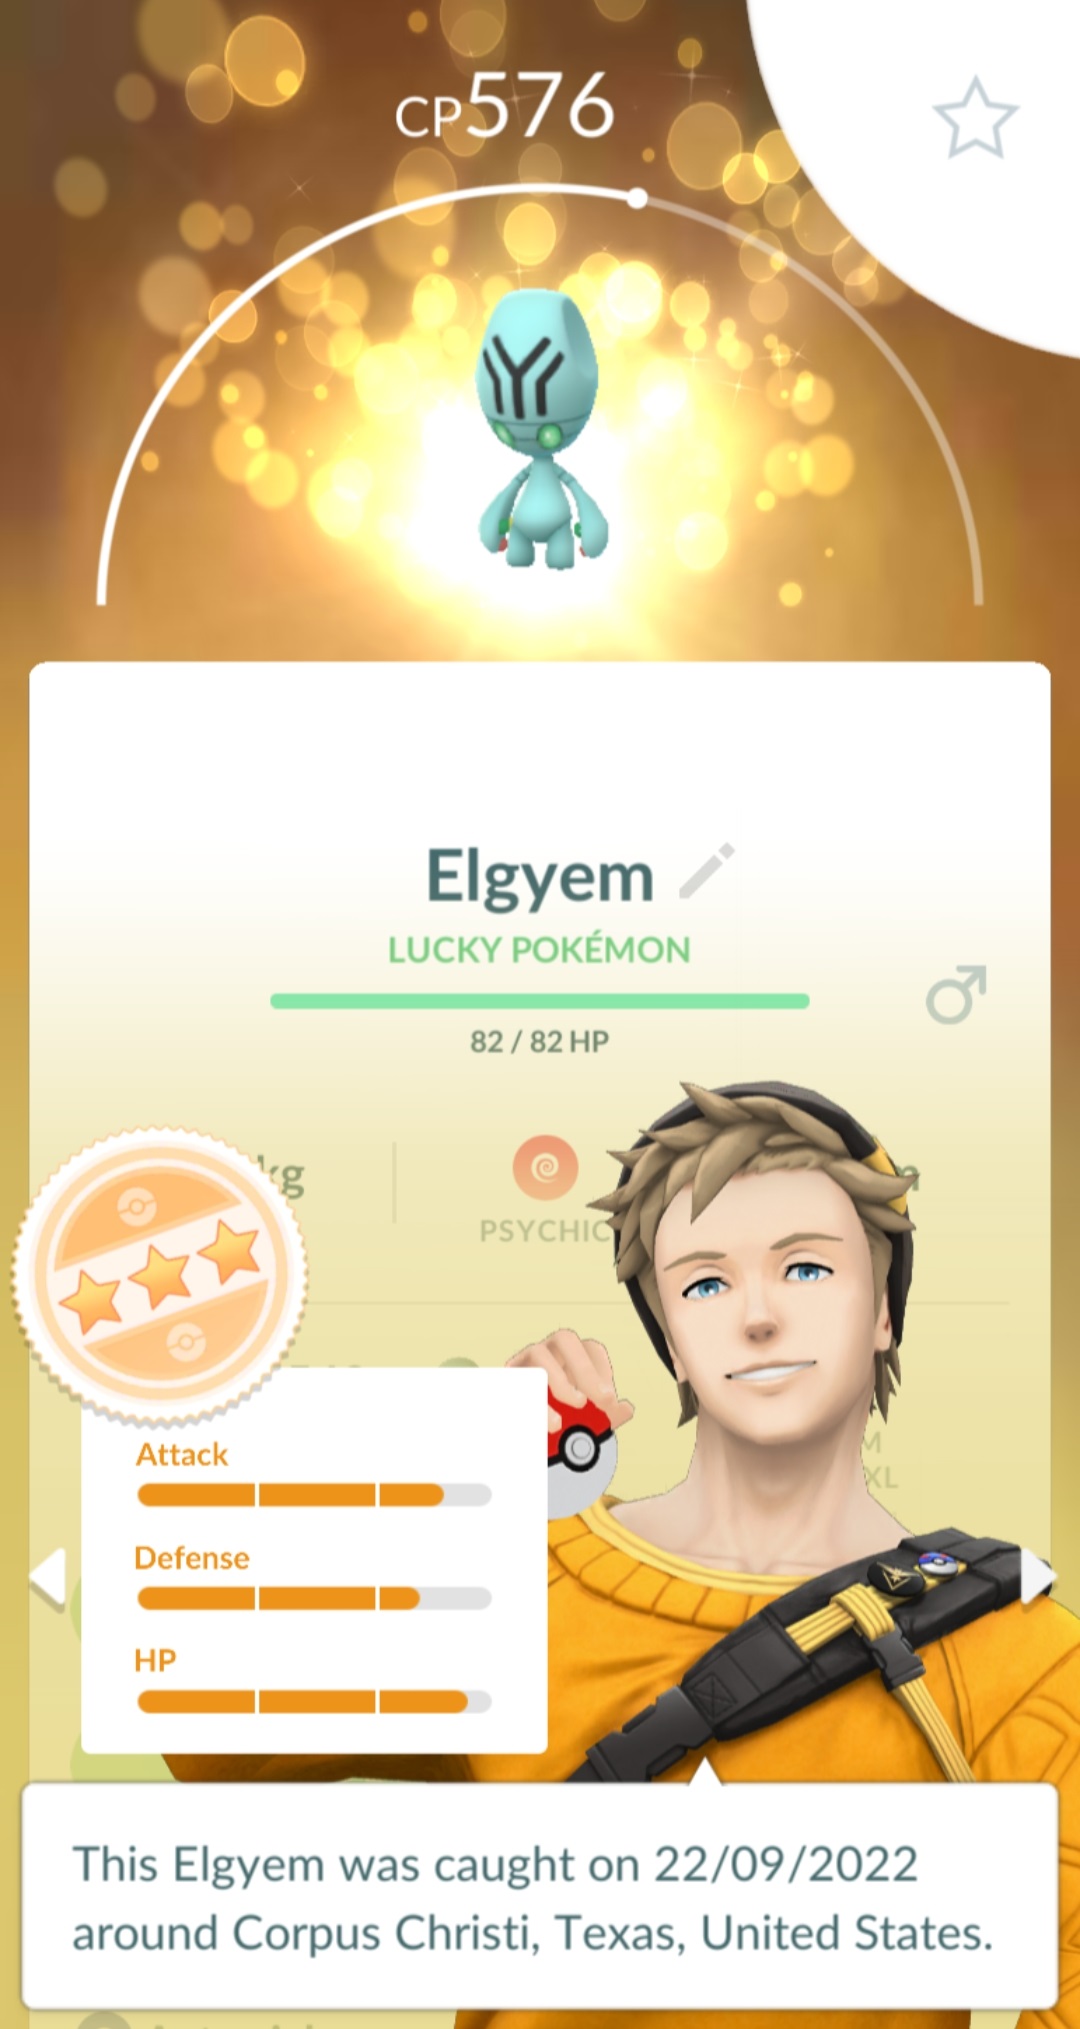 CP576
Elgyem
LUCKY POKÉMON
82 / 82 HP
kg
m
PSYCHIC
M
XL
Attack
Defense
HP
This Elgyem was caught on 22/09/2022
around Corpus Christi, Texas, United States.